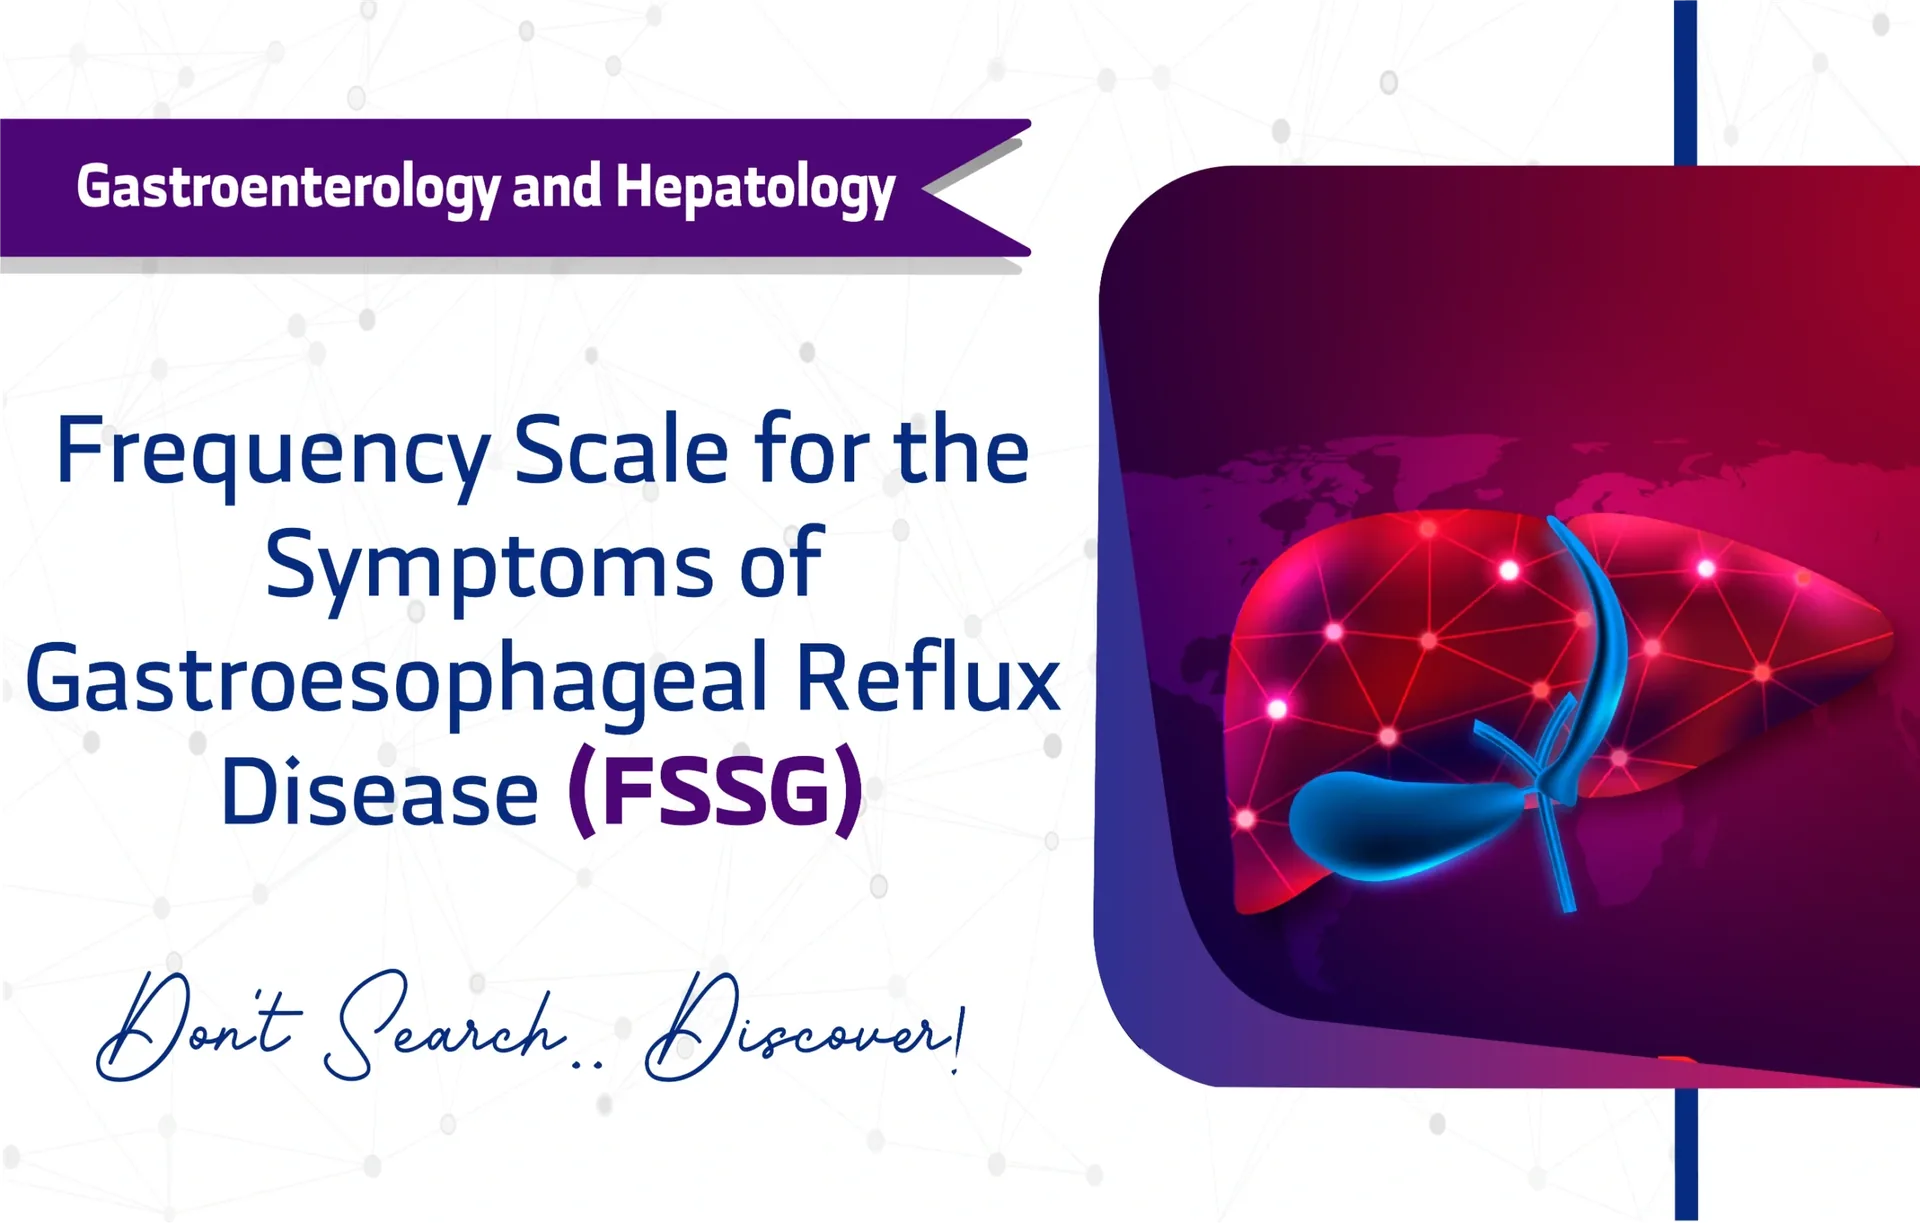 Gastroenterology and Hepatology
Frequency Scale for the
Symptoms of
Gastroesophageal Reflux
Disease (FSSG)
Don't Search.. Discover!